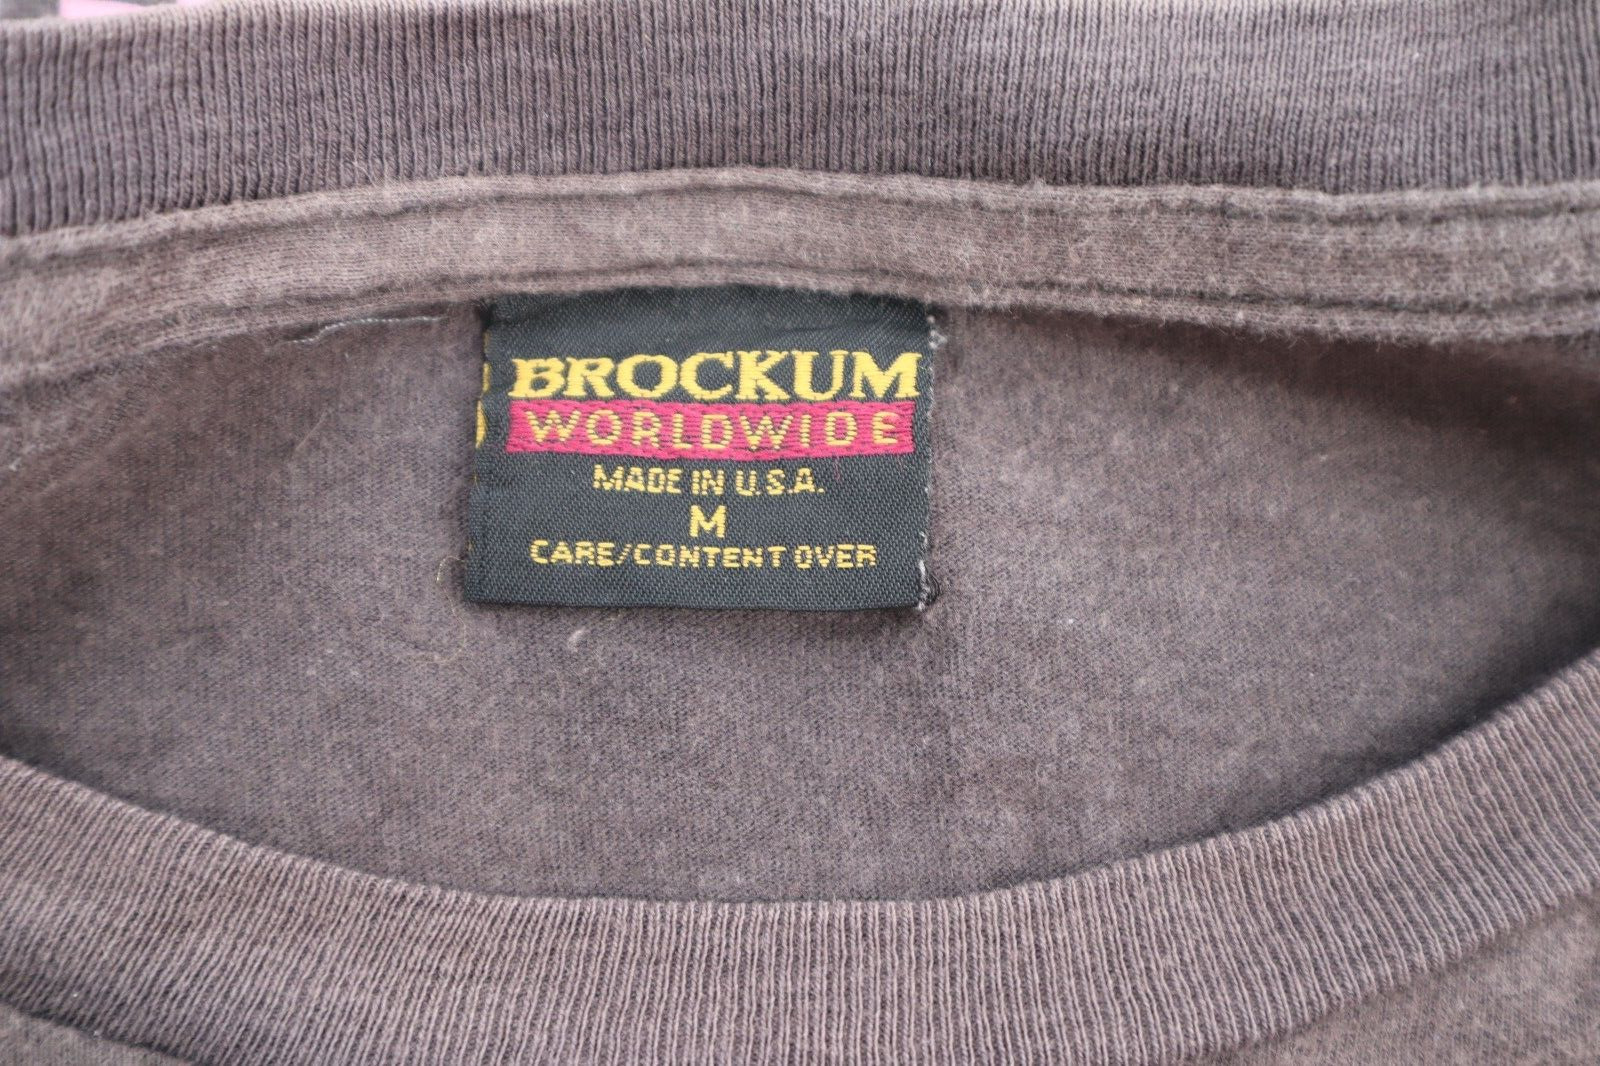 BROCKUM
WORLDWIDE
MADE IN U.S.A.
M
CARE/CONTENT OVER